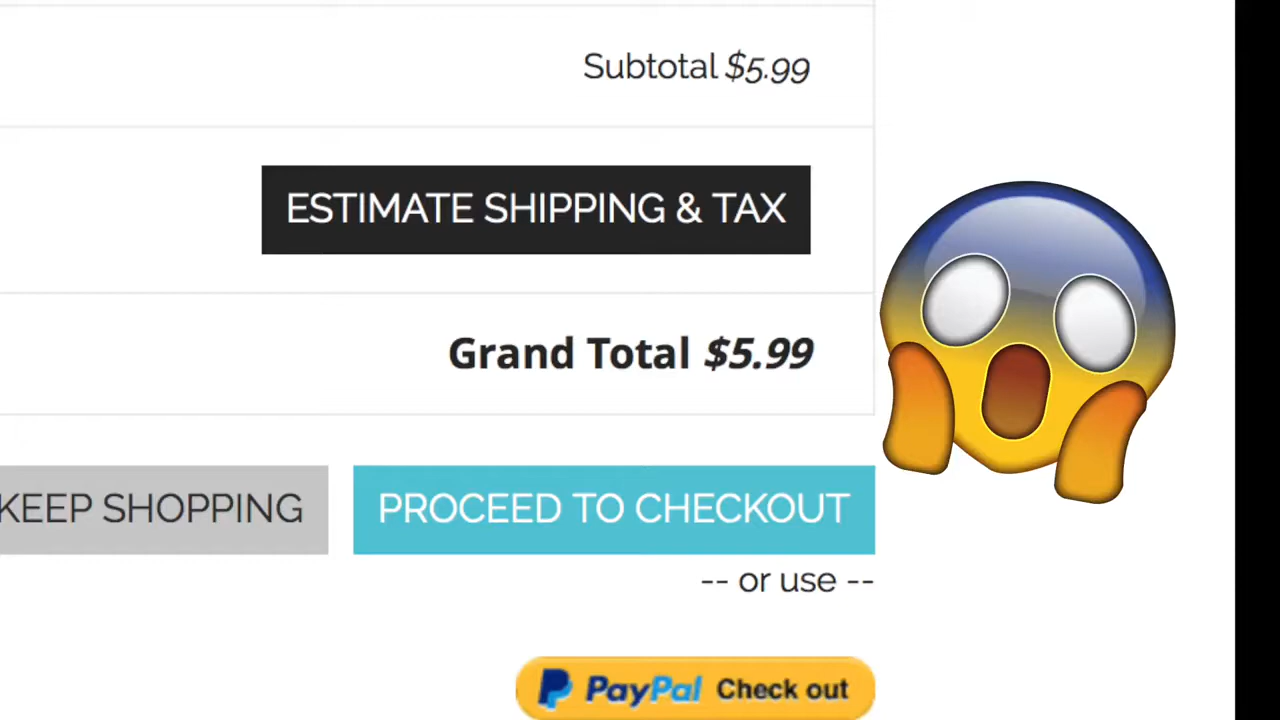 Subtotal $5.99
ESTIMATE SHIPPING & TAX
Grand Total $5.99
KEEP SHOPPING
PROCEED TO CHECKOUT
-- or use --
PayPal Check out